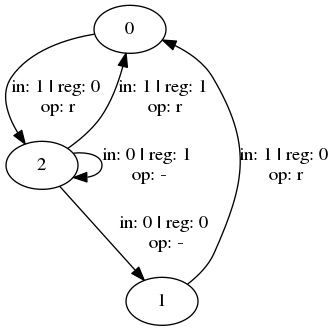 0
in: 1 | reg: 0
op: r
in: 1 | reg: 1
op: r
2
in: 0 | reg: 1
op: -
in: 1 | reg: 0
op: r
in: 0 | reg: 0
op: -
1